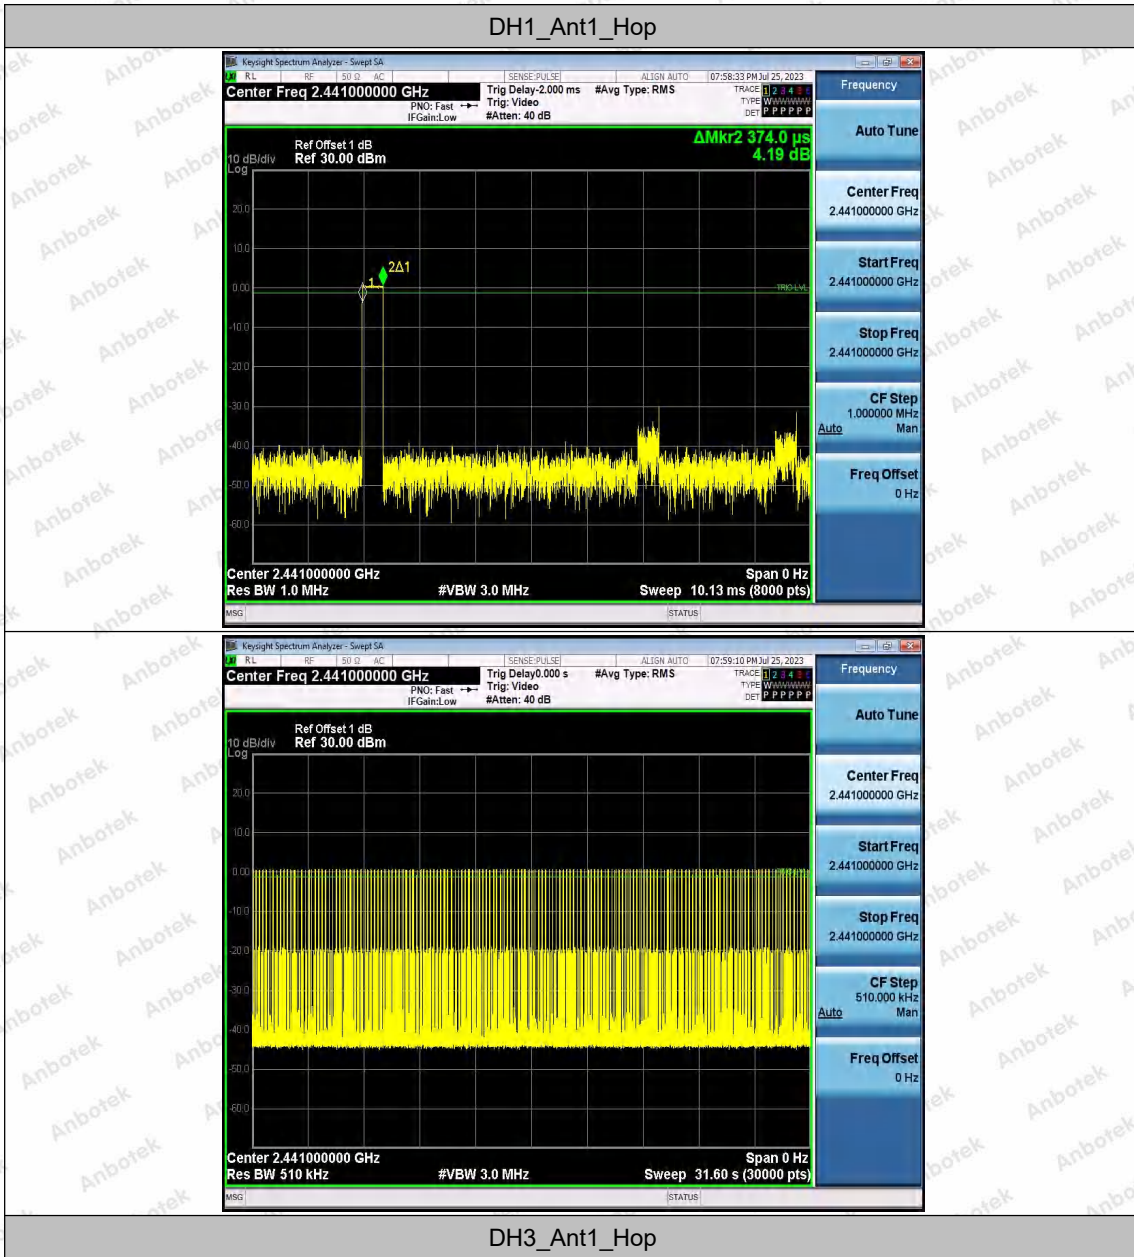 DH1_Ant1_Hop
Keysight Spectrum Analyzer - Swept SA
RL RF 50 Ω AC SENSE:PULSE ALIGN AUTO 07:58:33 PM Jul 25, 2023
Center Freq 2.441000000 GHz
PNO: Fast
IFGain:Low
Trig Delay-2.000 ms
Trig: Video
#Atten: 40 dB
#Avg Type: RMS
TRACE 1 2 3 4 5 6
TYPE WWWWWW
DET P P P P P P
ΔMkr2 374.0 µs
4.19 dB
Ref Offset 1 dB
10 dB/div Ref 30.00 dBm
Log
20.0
10.0
0.00
-10.0
-20.0
-30.0
-40.0
-50.0
-60.0
1
2Δ1
TRIG LVL
Center 2.441000000 GHz Span 0 Hz
Res BW 1.0 MHz #VBW 3.0 MHz Sweep 10.13 ms (8000 pts)
MSG STATUS
Frequency
Auto Tune
Center Freq
2.441000000 GHz
Start Freq
2.441000000 GHz
Stop Freq
2.441000000 GHz
CF Step
1.000000 MHz
Auto Man
Freq Offset
0 Hz
Keysight Spectrum Analyzer - Swept SA
RL RF 50 Ω AC SENSE:PULSE ALIGN AUTO 07:59:10 PM Jul 25, 2023
Center Freq 2.441000000 GHz
PNO: Fast
IFGain:Low
Trig Delay0.000 s
Trig: Video
#Atten: 40 dB
#Avg Type: RMS
TRACE 1 2 3 4 5 6
TYPE WWWWWW
DET P P P P P P
Ref Offset 1 dB
10 dB/div Ref 30.00 dBm
Log
20.0
10.0
0.00
-10.0
-20.0
-30.0
-40.0
-50.0
-60.0
Center 2.441000000 GHz Span 0 Hz
Res BW 510 kHz #VBW 3.0 MHz Sweep 31.60 s (30000 pts)
MSG STATUS
Frequency
Auto Tune
Center Freq
2.441000000 GHz
Start Freq
2.441000000 GHz
Stop Freq
2.441000000 GHz
CF Step
510.000 kHz
Auto Man
Freq Offset
0 Hz
DH3_Ant1_Hop
Anbotek